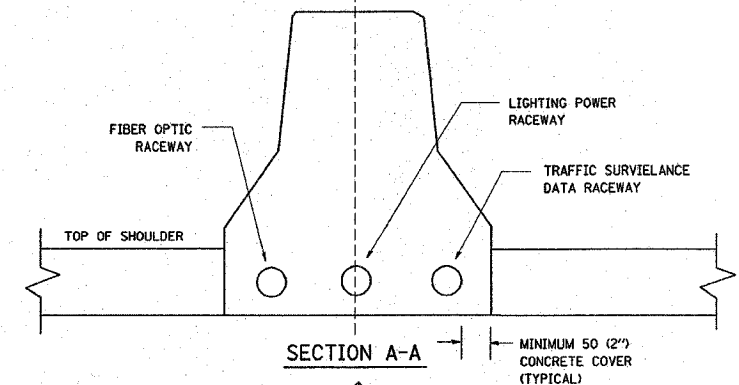 LIGHTING POWER
RACEWAY
FIBER OPTIC
RACEWAY
TRAFFIC SURVIELANCE
DATA RACEWAY
TOP OF SHOULDER
SECTION A-A
MINIMUM 50 (2")
CONCRETE COVER
(TYPICAL)